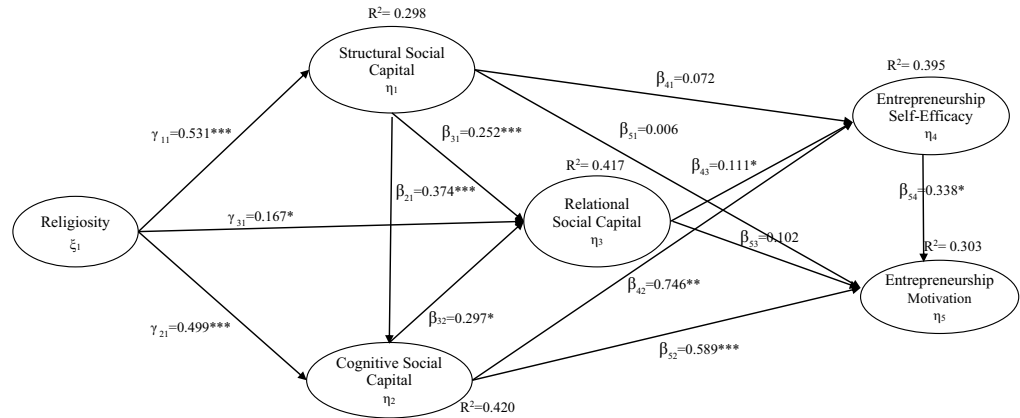 R²= 0.298
Structural Social
Capital
η₁
R²= 0.395
Entrepreneurship
Self-Efficacy
η₄
β₄₁=0.072
γ ₁₁=0.531***
β₃₁=0.252***
β₅₁=0.006
R²= 0.417
β₄₃=0.111*
β₂₁=0.374***
β₅₄=0.338*
Religiosity
ξ₁
γ ₃₁=0.167*
Relational
Social Capital
η₃
β₅₃=0.102
R²= 0.303
β₄₂=0.746**
Entrepreneurship
Motivation
η₅
γ ₂₁=0.499***
β₃₂=0.297*
β₅₂=0.589***
Cognitive Social
Capital
η₂
R²=0.420